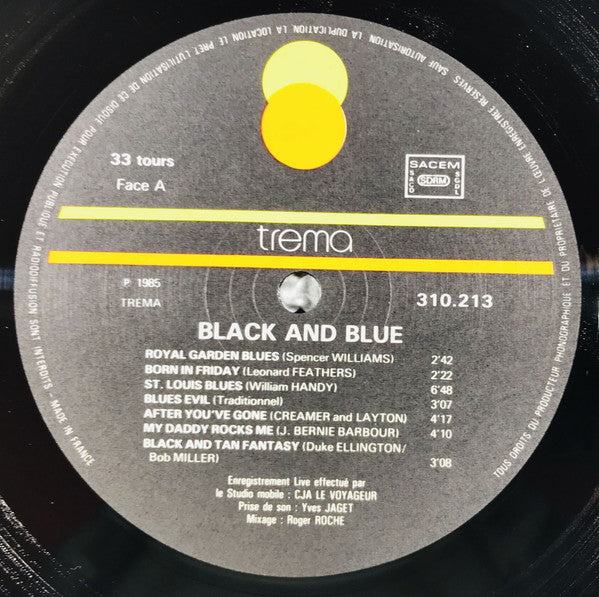 33 tours
Face A
SACEM
SACD
SDRM
SGDL
trema
P 1985
TREMA
310.213
BLACK AND BLUE
ROYAL GARDEN BLUES (Spencer WILLIAMS) 2'42
BORN IN FRIDAY (Leonard FEATHERS) 2'22
ST. LOUIS BLUES (William HANDY) 6'48
BLUES EVIL (Traditionnel) 3'07
AFTER YOU'VE GONE (CREAMER and LAYTON) 4'17
MY DADDY ROCKS ME (J. BERNIE BARBOUR) 4'10
BLACK AND TAN FANTASY (Duke ELLINGTON/
Bob MILLER) 3'08
Enregistrement Live effectué par
le Studio mobile : CJA LE VOYAGEUR
Prise de son : Yves JAGET
Mixage : Roger ROCHE
TOUS DROITS DU PRODUCTEUR PHONOGRAPHIQUE ET DU PROPRIETAIRE DE L'ŒUVRE ENREGISTREE RESERVES. SAUF AUTORISATION LA DUPLICATION, LA LOCATION, LE PRET, L'UTILISATION DE CE DISQUE POUR EXECUTION PUBLIQUE ET RADIODIFFUSION SONT INTERDITS - MADE IN FRANCE